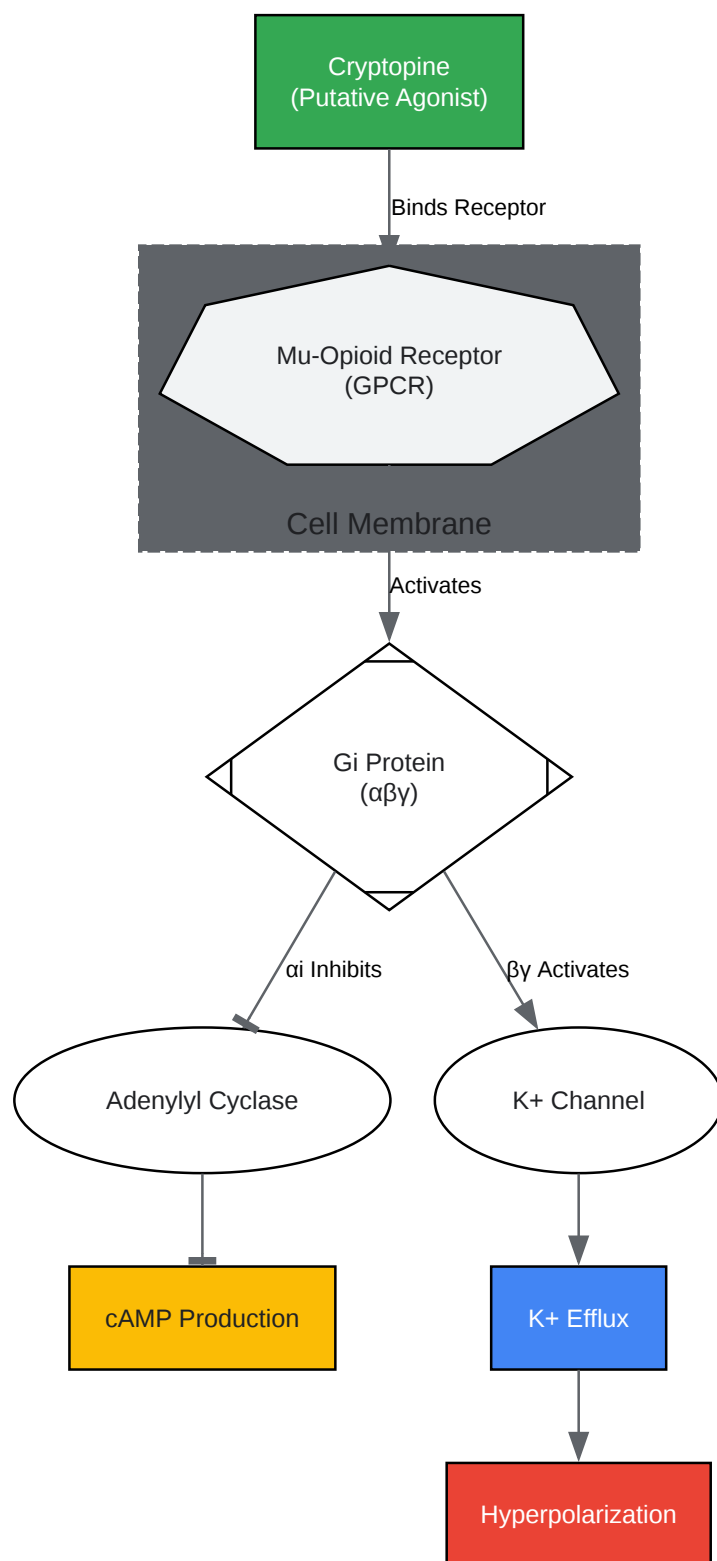 Cryptopine
(Putative Agonist)
Binds Receptor
Mu-Opioid Receptor
(GPCR)
Cell Membrane
Activates
Gi Protein
(αβγ)
αi Inhibits
βγ Activates
Adenylyl Cyclase
K+ Channel
cAMP Production
K+ Efflux
Hyperpolarization